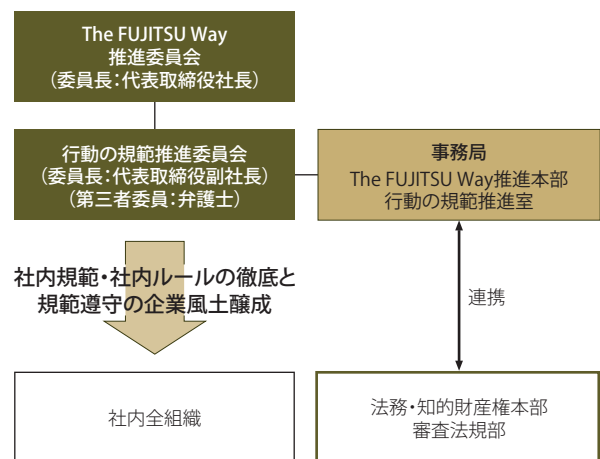 The FUJITSU Way
推進委員会
（委員長：代表取締役社長）
行動の規範推進委員会
（委員長：代表取締役副社長）
（第三者委員：弁護士）
事務局
The FUJITSU Way推進本部
行動の規範推進室
社内規範・社内ルールの徹底と
規範遵守の企業風土醸成
連携
社内全組織
法務・知的財産権本部
審査法規部